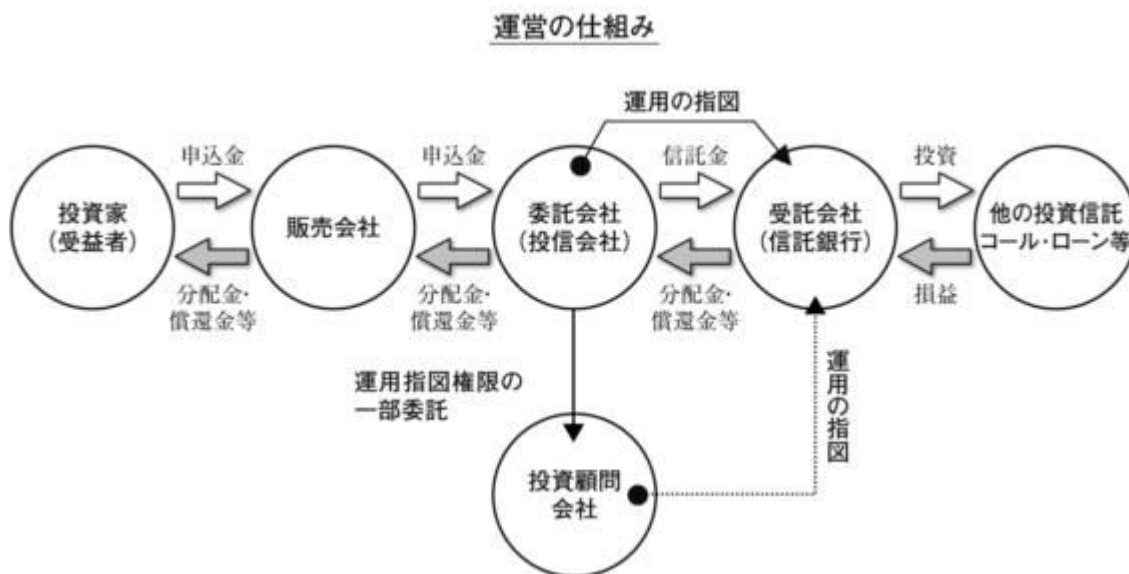 運営の仕組み
運用の指図
申込金
申込金
信託金
投資
投資家
（受益者）
販売会社
委託会社
（投信会社）
受託会社
（信託銀行）
他の投資信託
コール・ローン等
分配金・
償還金等
分配金・
償還金等
分配金・
償還金等
損益
運用指図権限の
一部委託
運用の指図
投資顧問
会社